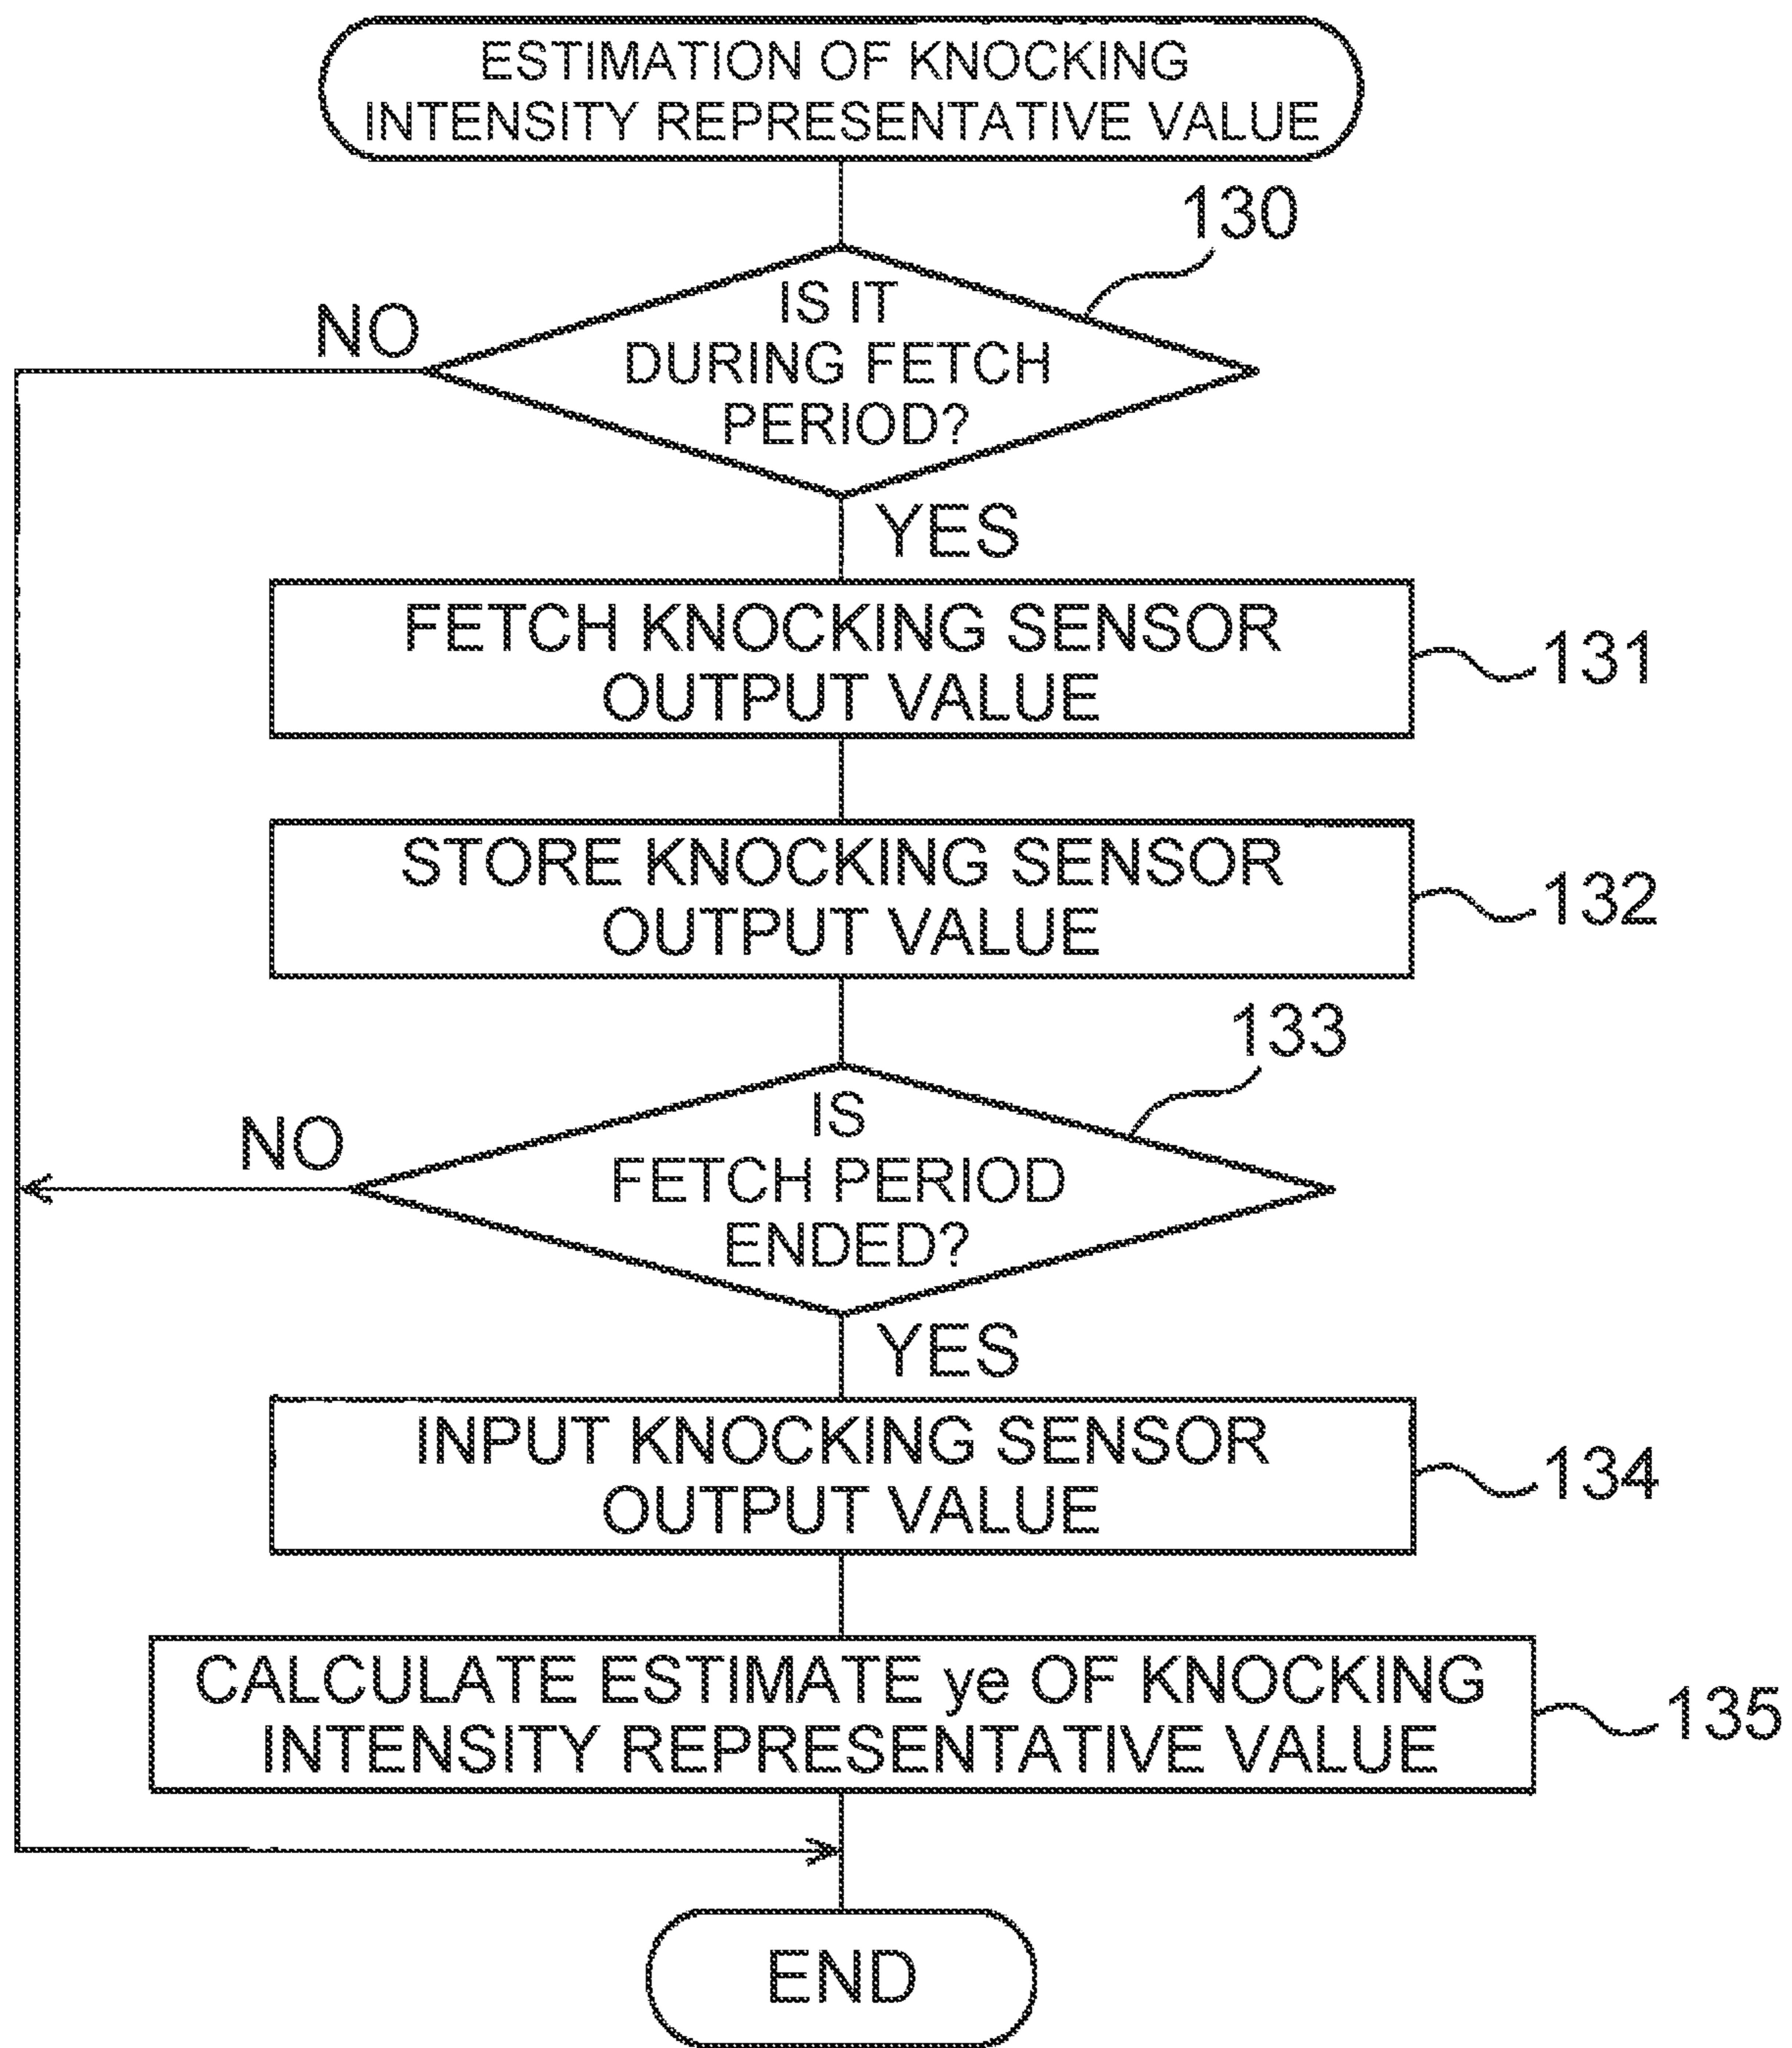 ESTIMATION OF KNOCKING
INTENSITY REPRESENTATIVE VALUE
130
IS IT
DURING FETCH
PERIOD?
NO
YES
FETCH KNOCKING SENSOR
OUTPUT VALUE
131
STORE KNOCKING SENSOR
OUTPUT VALUE
132
133
IS
FETCH PERIOD
ENDED?
NO
YES
INPUT KNOCKING SENSOR
OUTPUT VALUE
134
CALCULATE ESTIMATE ye OF KNOCKING
INTENSITY REPRESENTATIVE VALUE
135
END